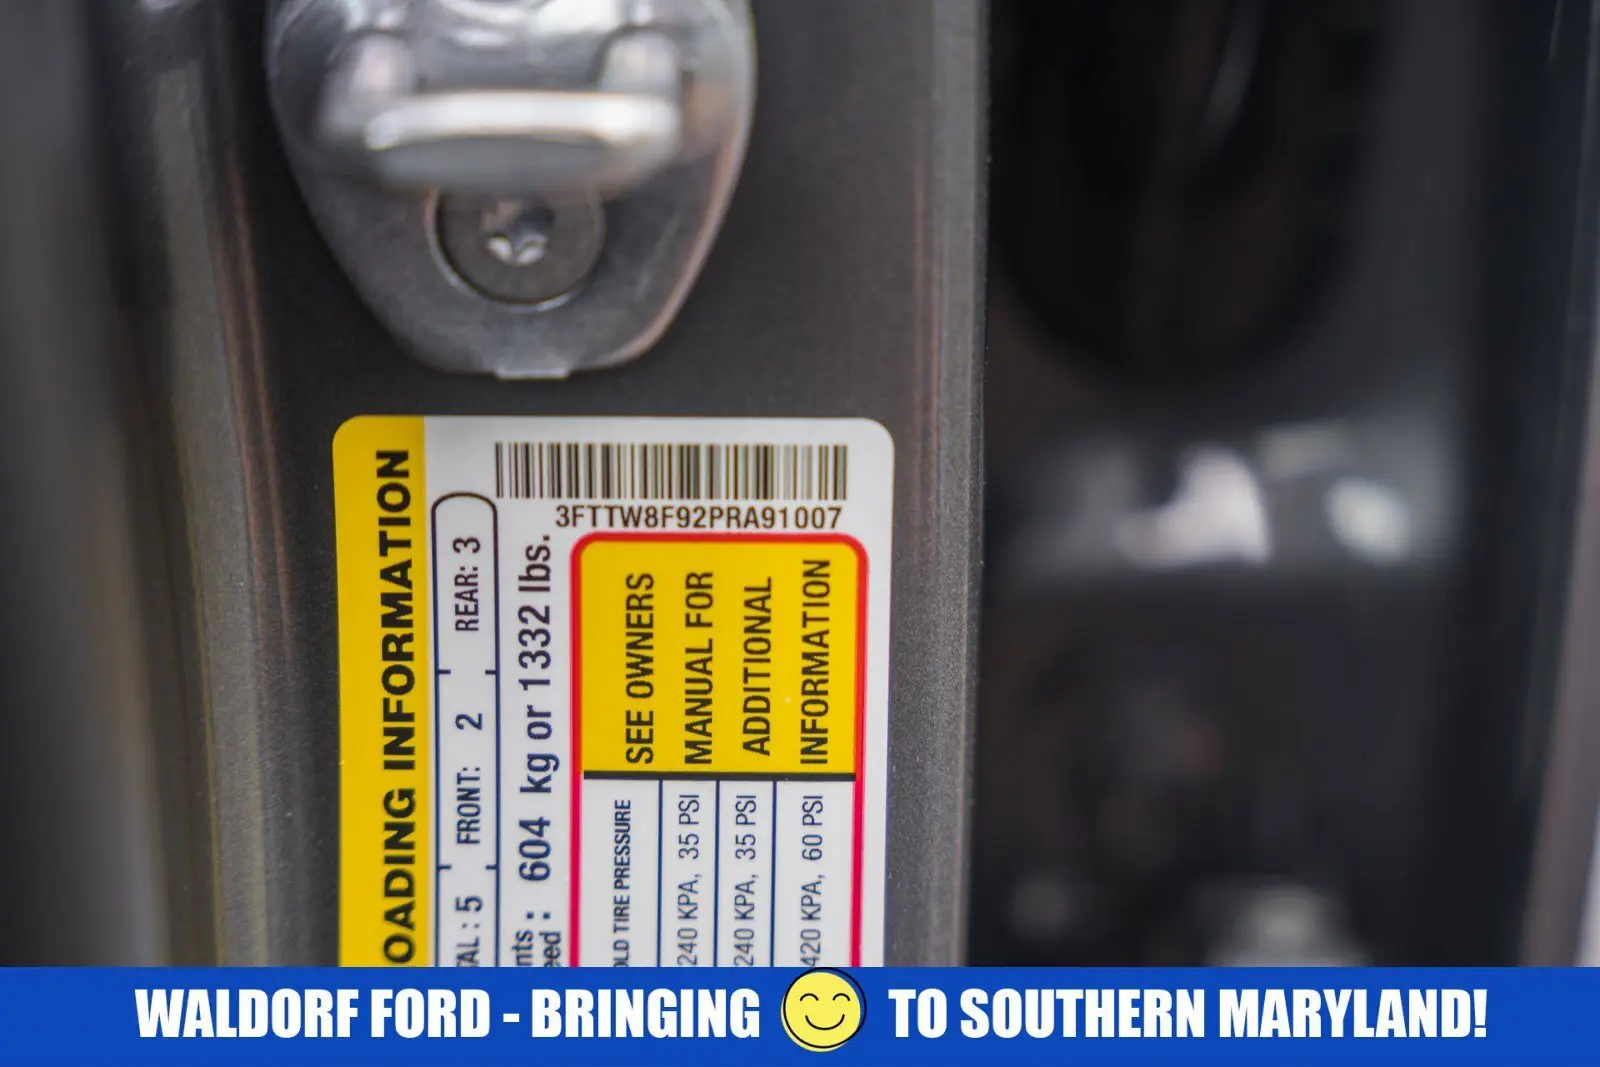 3FTTW8F92PRA91007
LOADING INFORMATION
TAL : 5 FRONT: 2 REAR: 3
604 kg or 1332 lbs.
OLD TIRE PRESSURE
240 KPA, 35 PSI
240 KPA, 35 PSI
420 KPA, 60 PSI
SEE OWNERS
MANUAL FOR
ADDITIONAL
INFORMATION
WALDORF FORD - BRINGING TO SOUTHERN MARYLAND!